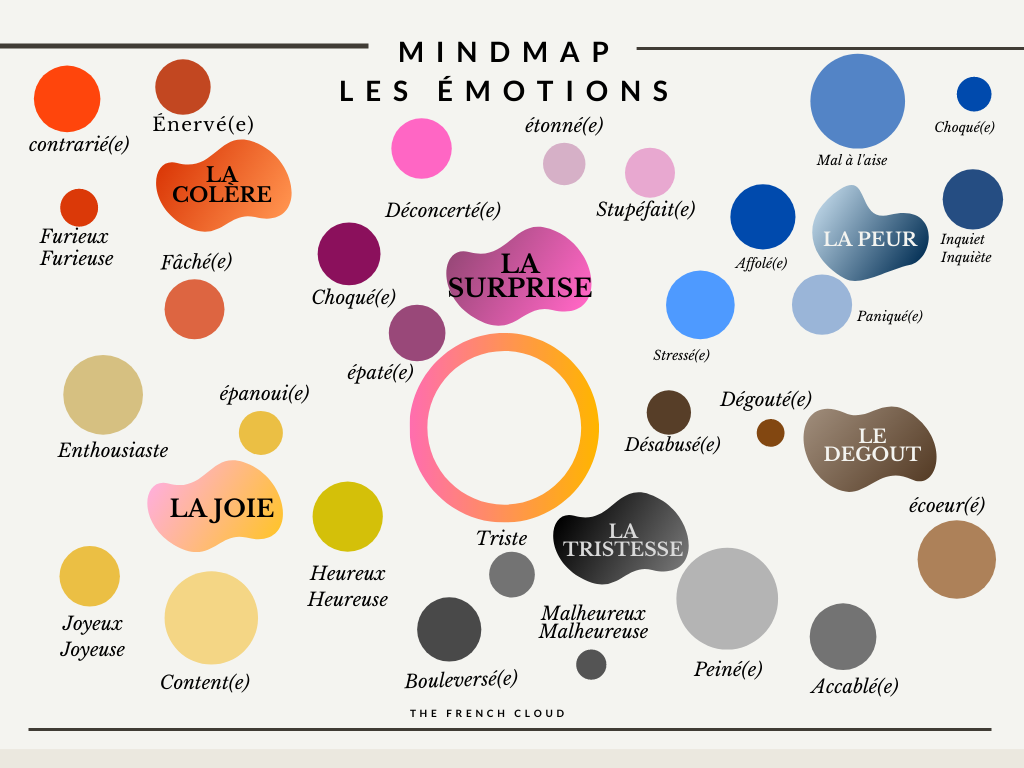 MINDMAP
LES ÉMOTIONS
contrarié(e)
Énervé(e)
LA
COLÈRE
Furieux
Furieuse
Fâché(e)
étonné(e)
Déconcerté(e)
Stupéfait(e)
Choqué(e)
LA
SURPRISE
épaté(e)
Mal à l'aise
Choqué(e)
Affolé(e)
LA PEUR
Inquiet
Inquiète
Paniqué(e)
Stressé(e)
Enthousiaste
épanoui(e)
LA JOIE
Heureux
Heureuse
Joyeux
Joyeuse
Content(e)
Désabusé(e)
Dégouté(e)
LE
DEGOUT
écoeur(é)
Triste
LA
TRISTESSE
Malheureux
Malheureuse
Bouleversé(e)
Peiné(e)
Accablé(e)
THE FRENCH CLOUD